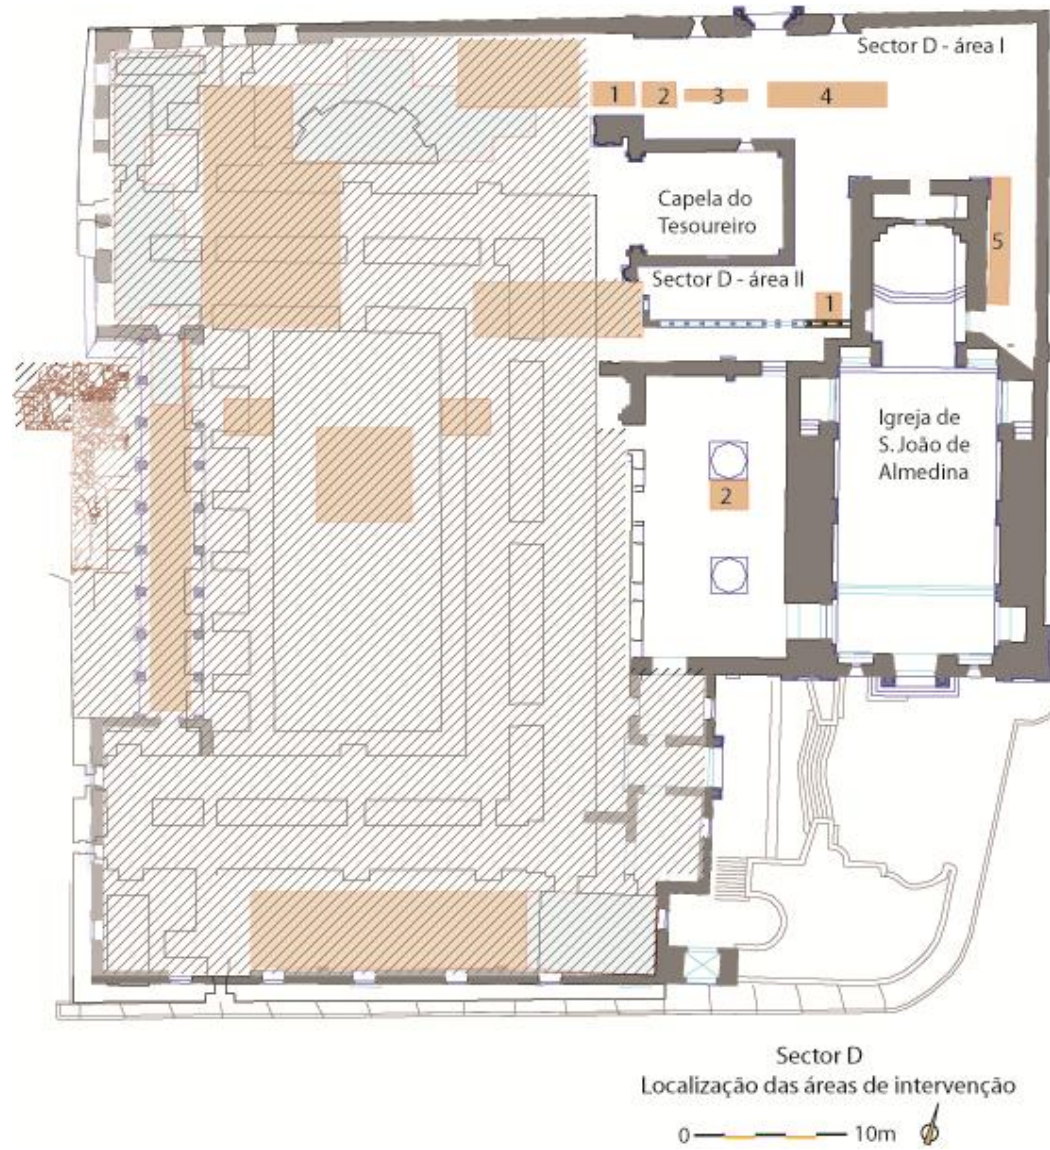 Sector D - área I
1 2 3 4
Capela do
Tesoureiro
5
Sector D - área II
1
Igreja de
S. João de
Almedina
2
Sector D
Localização das áreas de intervenção
0 10m